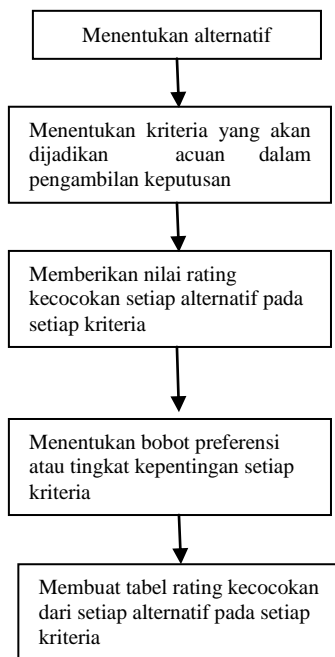 Menentukan alternatif
Menentukan kriteria yang akan
dijadikan acuan dalam
pengambilan keputusan
Memberikan nilai rating
kecocokan setiap alternatif pada
setiap kriteria
Menentukan bobot preferensi
atau tingkat kepentingan setiap
kriteria
Membuat tabel rating kecocokan
dari setiap alternatif pada setiap
kriteria